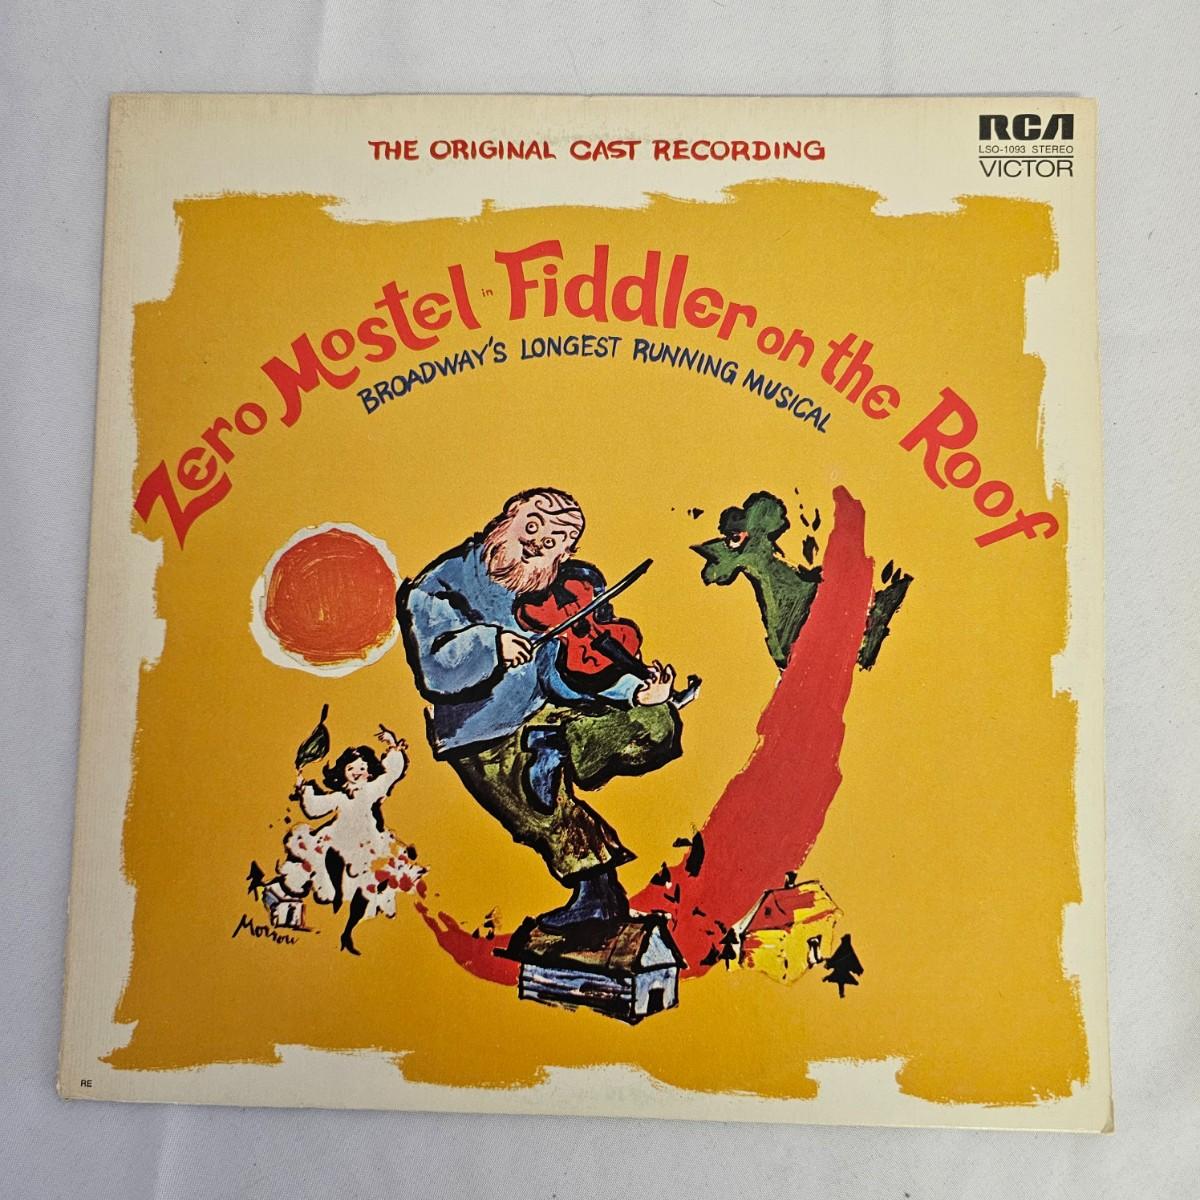 THE ORIGINAL CAST RECORDING
RCA
LSO-1093 STEREO
VICTOR
Zero Mostel in Fiddler on the Roof
BROADWAY'S LONGEST RUNNING MUSICAL
Morrow
RE